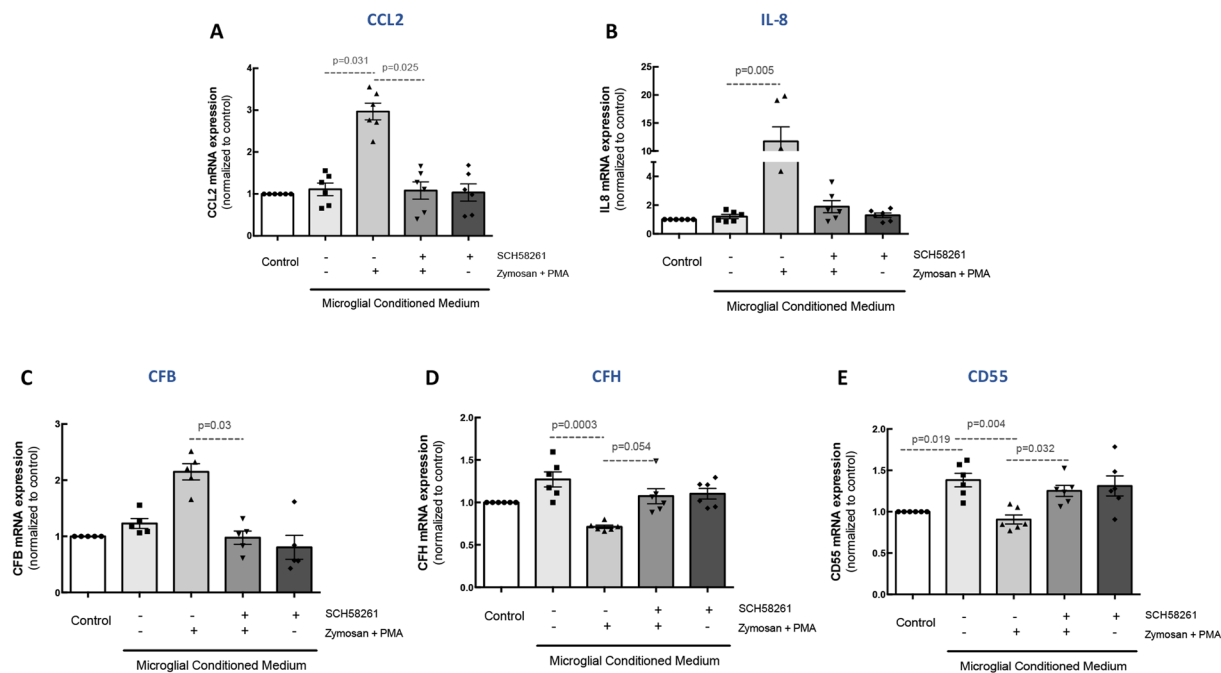 A
CCL2
CCL2 mRNA expression
(normalized to control)
4
3
2
1
0
p=0.031
p=0.025
Control
- - + + SCH58261
- + + - Zymosan + PMA
Microglial Conditioned Medium
B
IL-8
IL8 mRNA expression
(normalized to control)
25
20
15
10
6
4
2
0
p=0.005
Control
- - + + SCH58261
- + + - Zymosan + PMA
Microglial Conditioned Medium
C
CFB
CFB mRNA expression
(normalized to control)
3
2
1
0
p=0.03
Control
- - + +
- + + -
Microglial Conditioned Medium
D
CFH
CFH mRNA expression
(normalized to control)
2.0
1.5
1.0
0.5
0.0
p=0.0003
p=0.054
Control
- - + + SCH58261
- + + - Zymosan + PMA
Microglial Conditioned Medium
E
CD55
CD55 mRNA expression
(normalized to control)
2.0
1.5
1.0
0.5
0.0
p=0.019
p=0.004
p=0.032
Control
- - + + SCH58261
- + + - Zymosan + PMA
Microglial Conditioned Medium